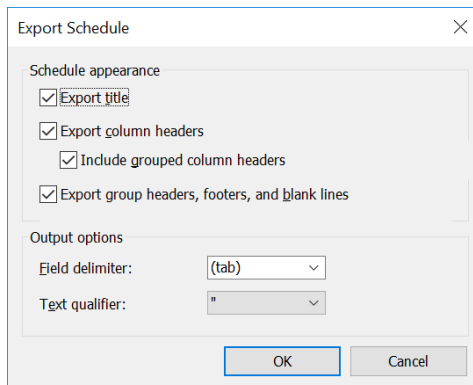 Export Schedule
Schedule appearance
Export title
Export column headers
Include grouped column headers
Export group headers, footers, and blank lines
Output options
Field delimiter: (tab)
Text qualifier: "
OK Cancel